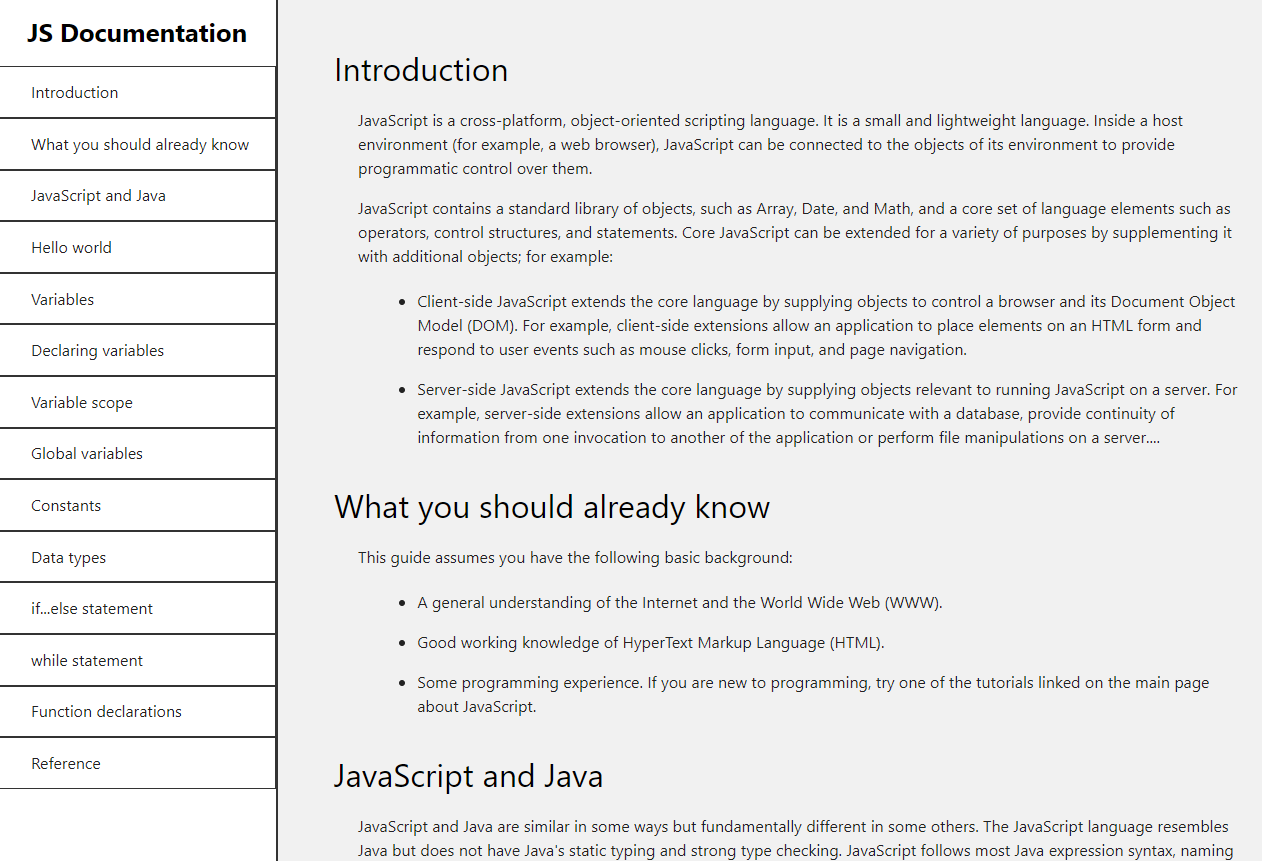 JS Documentation
Introduction
What you should already know
JavaScript and Java
Hello world
Variables
Declaring variables
Variable scope
Global variables
Constants
Data types
if...else statement
while statement
Function declarations
Reference
Introduction
JavaScript is a cross-platform, object-oriented scripting language. It is a small and lightweight language. Inside a host
environment (for example, a web browser), JavaScript can be connected to the objects of its environment to provide
programmatic control over them.
JavaScript contains a standard library of objects, such as Array, Date, and Math, and a core set of language elements such as
operators, control structures, and statements. Core JavaScript can be extended for a variety of purposes by supplementing it
with additional objects; for example:
• Client-side JavaScript extends the core language by supplying objects to control a browser and its Document Object
Model (DOM). For example, client-side extensions allow an application to place elements on an HTML form and
respond to user events such as mouse clicks, form input, and page navigation.
• Server-side JavaScript extends the core language by supplying objects relevant to running JavaScript on a server. For
example, server-side extensions allow an application to communicate with a database, provide continuity of
information from one invocation to another of the application or perform file manipulations on a server....
What you should already know
This guide assumes you have the following basic background:
• A general understanding of the Internet and the World Wide Web (WWW).
• Good working knowledge of HyperText Markup Language (HTML).
• Some programming experience. If you are new to programming, try one of the tutorials linked on the main page
about JavaScript.
JavaScript and Java
JavaScript and Java are similar in some ways but fundamentally different in some others. The JavaScript language resembles
Java but does not have Java's static typing and strong type checking. JavaScript follows most Java expression syntax, naming